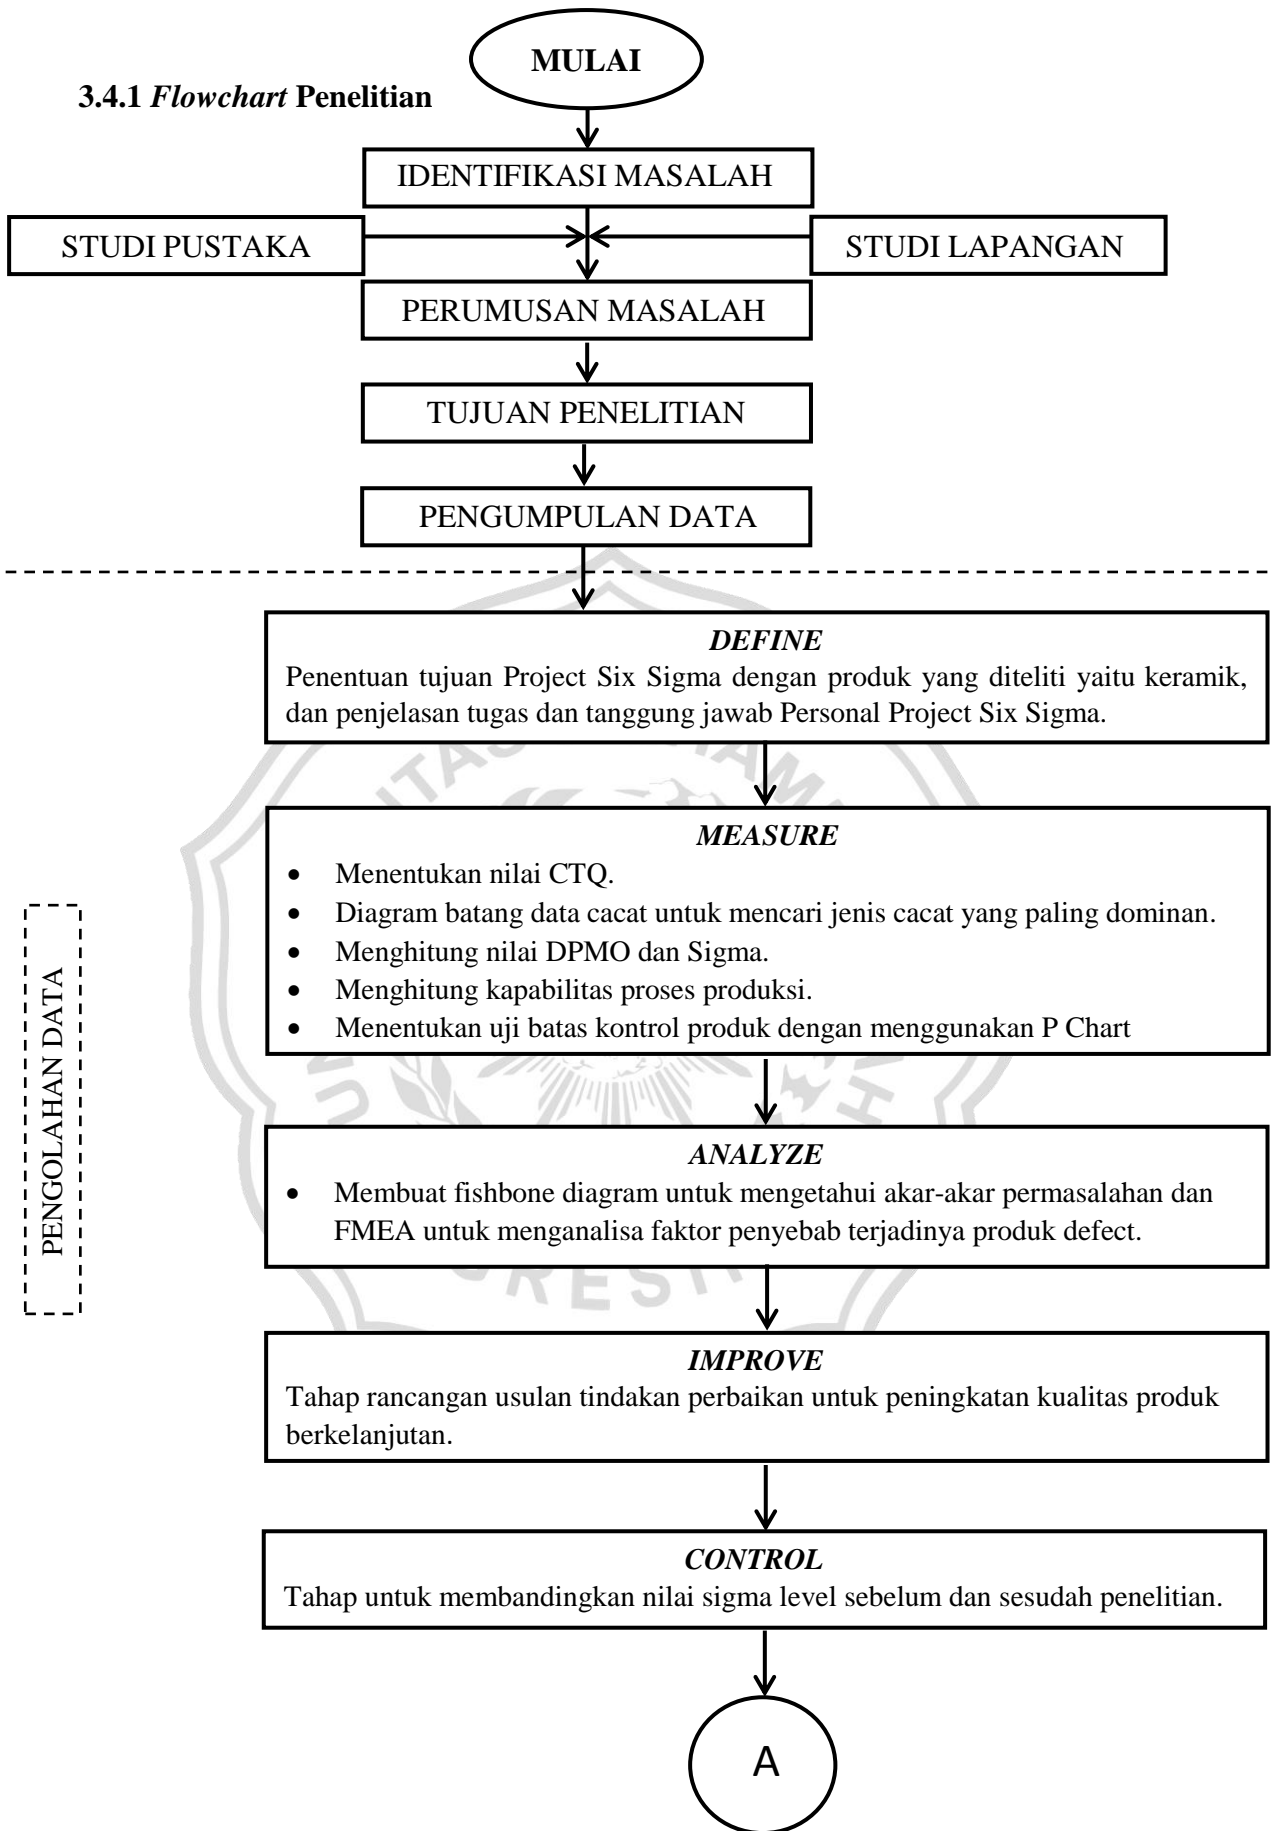 MULAI
3.4.1 Flowchart Penelitian
IDENTIFIKASI MASALAH
STUDI PUSTAKA
STUDI LAPANGAN
PERUMUSAN MASALAH
TUJUAN PENELITIAN
PENGUMPULAN DATA
DEFINE
Penentuan tujuan Project Six Sigma dengan produk yang diteliti yaitu keramik,
dan penjelasan tugas dan tanggung jawab Personal Project Six Sigma.
MEASURE
• Menentukan nilai CTQ.
• Diagram batang data cacat untuk mencari jenis cacat yang paling dominan.
• Menghitung nilai DPMO dan Sigma.
• Menghitung kapabilitas proses produksi.
• Menentukan uji batas kontrol produk dengan menggunakan P Chart
PENGOLAHAN DATA
ANALYZE
• Membuat fishbone diagram untuk mengetahui akar-akar permasalahan dan
FMEA untuk menganalisa faktor penyebab terjadinya produk defect.
IMPROVE
Tahap rancangan usulan tindakan perbaikan untuk peningkatan kualitas produk
berkelanjutan.
CONTROL
Tahap untuk membandingkan nilai sigma level sebelum dan sesudah penelitian.
A